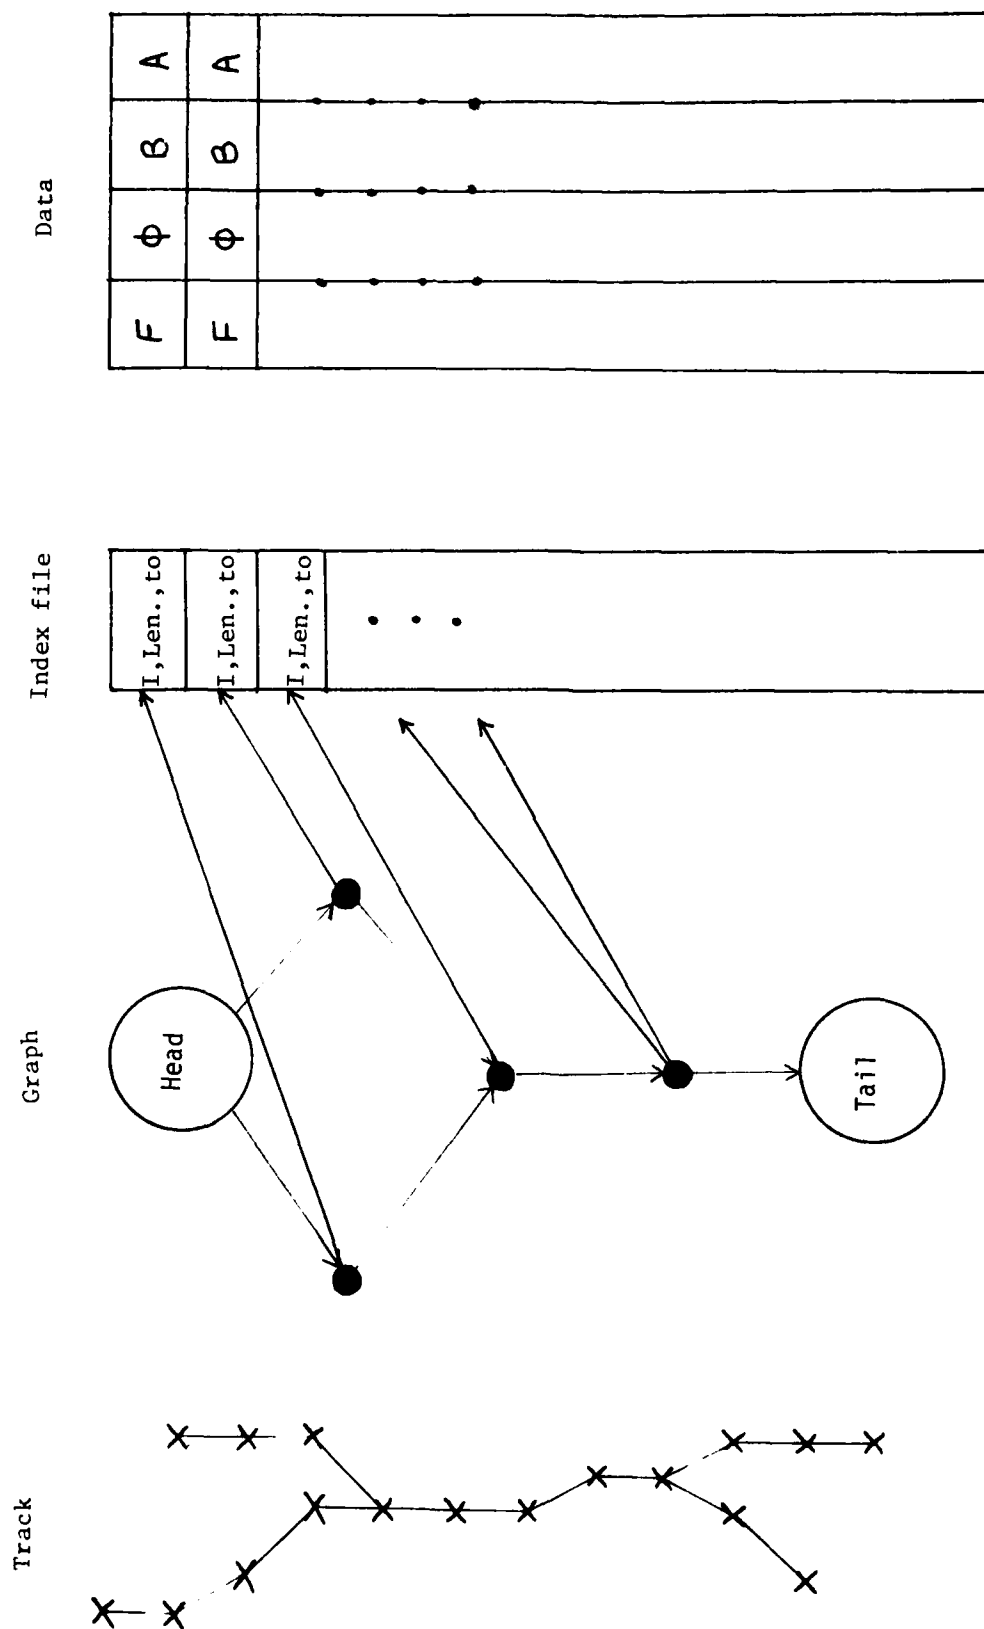 Track
Graph
Index file
Data
Head
I,Len.,to
F Φ B A
I,Len.,to
F Φ B A
I,Len.,to
Tail